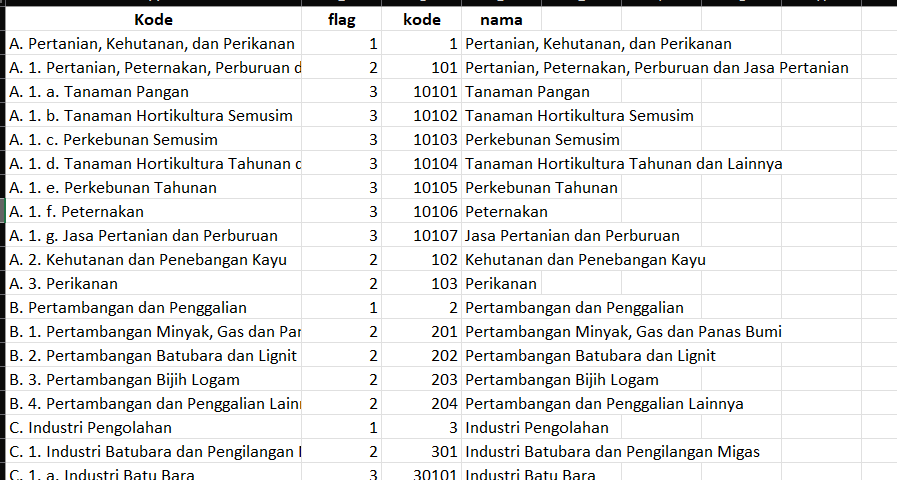 Kode flag kode nama
A. Pertanian, Kehutanan, dan Perikanan 1 1 Pertanian, Kehutanan, dan Perikanan
A. 1. Pertanian, Peternakan, Perburuan d 2 101 Pertanian, Peternakan, Perburuan dan Jasa Pertanian
A. 1. a. Tanaman Pangan 3 10101 Tanaman Pangan
A. 1. b. Tanaman Hortikultura Semusim 3 10102 Tanaman Hortikultura Semusim
A. 1. c. Perkebunan Semusim 3 10103 Perkebunan Semusim
A. 1. d. Tanaman Hortikultura Tahunan d 3 10104 Tanaman Hortikultura Tahunan dan Lainnya
A. 1. e. Perkebunan Tahunan 3 10105 Perkebunan Tahunan
A. 1. f. Peternakan 3 10106 Peternakan
A. 1. g. Jasa Pertanian dan Perburuan 3 10107 Jasa Pertanian dan Perburuan
A. 2. Kehutanan dan Penebangan Kayu 2 102 Kehutanan dan Penebangan Kayu
A. 3. Perikanan 2 103 Perikanan
B. Pertambangan dan Penggalian 1 2 Pertambangan dan Penggalian
B. 1. Pertambangan Minyak, Gas dan Pan 2 201 Pertambangan Minyak, Gas dan Panas Bumi
B. 2. Pertambangan Batubara dan Lignit 2 202 Pertambangan Batubara dan Lignit
B. 3. Pertambangan Bijih Logam 2 203 Pertambangan Bijih Logam
B. 4. Pertambangan dan Penggalian Lain 2 204 Pertambangan dan Penggalian Lainnya
C. Industri Pengolahan 1 3 Industri Pengolahan
C. 1. Industri Batubara dan Pengilangan 2 301 Industri Batubara dan Pengilangan Migas
C. 1. a. Industri Batu Bara 3 30101 Industri Batu Bara